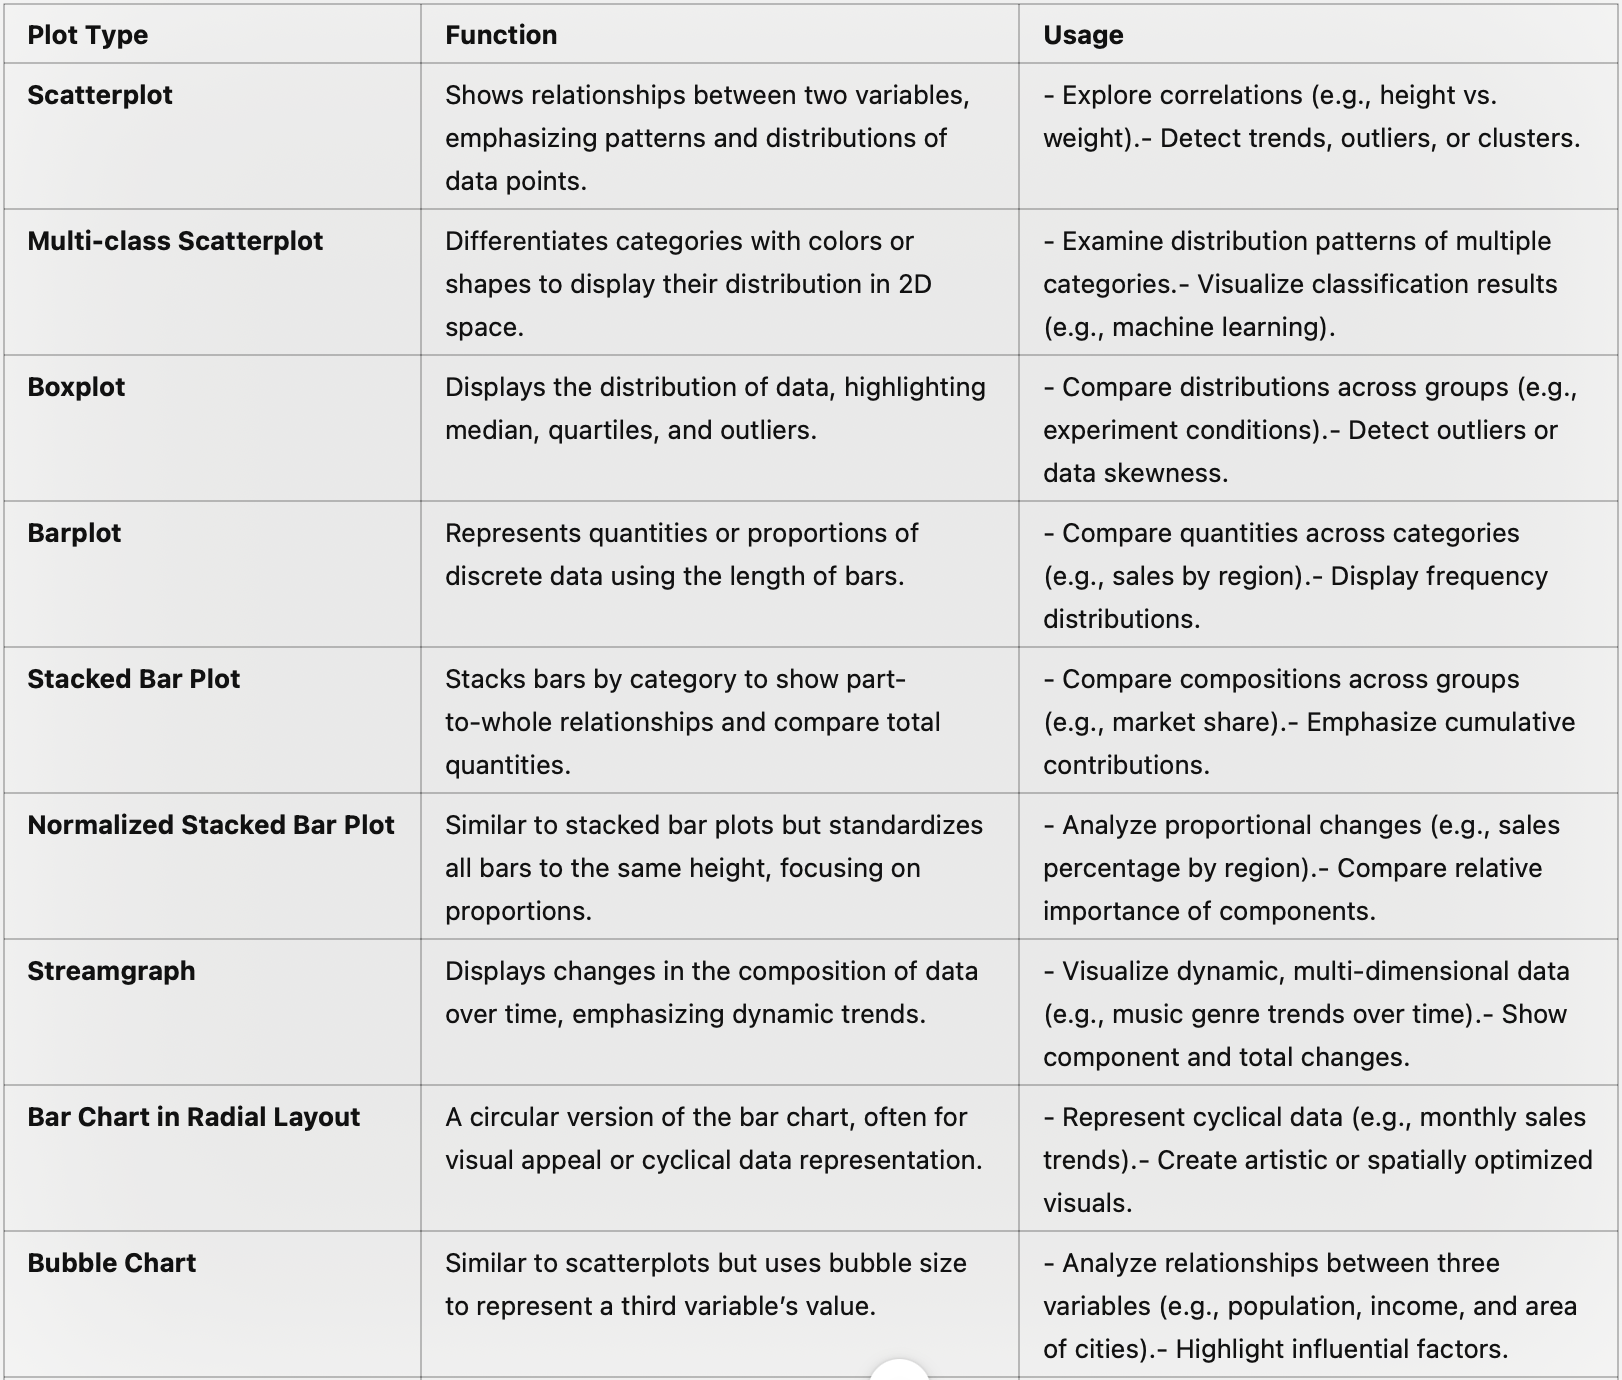 Plot Type
Function
Usage
Scatterplot
Shows relationships between two variables,
emphasizing patterns and distributions of
data points.
- Explore correlations (e.g., height vs.
weight).- Detect trends, outliers, or clusters.
Multi-class Scatterplot
Differentiates categories with colors or
shapes to display their distribution in 2D
space.
- Examine distribution patterns of multiple
categories.- Visualize classification results
(e.g., machine learning).
Boxplot
Displays the distribution of data, highlighting
median, quartiles, and outliers.
- Compare distributions across groups (e.g.,
experiment conditions).- Detect outliers or
data skewness.
Barplot
Represents quantities or proportions of
discrete data using the length of bars.
- Compare quantities across categories
(e.g., sales by region).- Display frequency
distributions.
Stacked Bar Plot
Stacks bars by category to show part-
to-whole relationships and compare total
quantities.
- Compare compositions across groups
(e.g., market share).- Emphasize cumulative
contributions.
Normalized Stacked Bar Plot
Similar to stacked bar plots but standardizes
all bars to the same height, focusing on
proportions.
- Analyze proportional changes (e.g., sales
percentage by region).- Compare relative
importance of components.
Streamgraph
Displays changes in the composition of data
over time, emphasizing dynamic trends.
- Visualize dynamic, multi-dimensional data
(e.g., music genre trends over time).- Show
component and total changes.
Bar Chart in Radial Layout
A circular version of the bar chart, often for
visual appeal or cyclical data representation.
- Represent cyclical data (e.g., monthly sales
trends).- Create artistic or spatially optimized
visuals.
Bubble Chart
Similar to scatterplots but uses bubble size
to represent a third variable’s value.
- Analyze relationships between three
variables (e.g., population, income, and area
of cities).- Highlight influential factors.